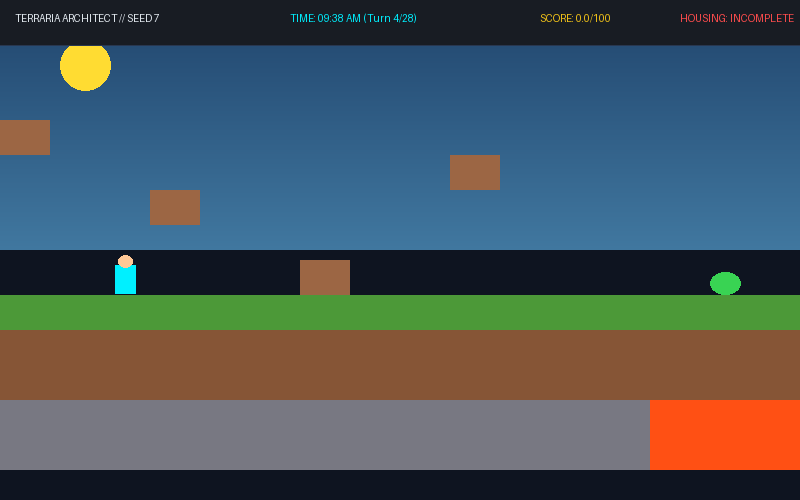 TERRARIA ARCHITECT // SEED 7
TIME: 09:38 AM (Turn 4/28)
SCORE: 0.0/100
HOUSING: INCOMPLETE